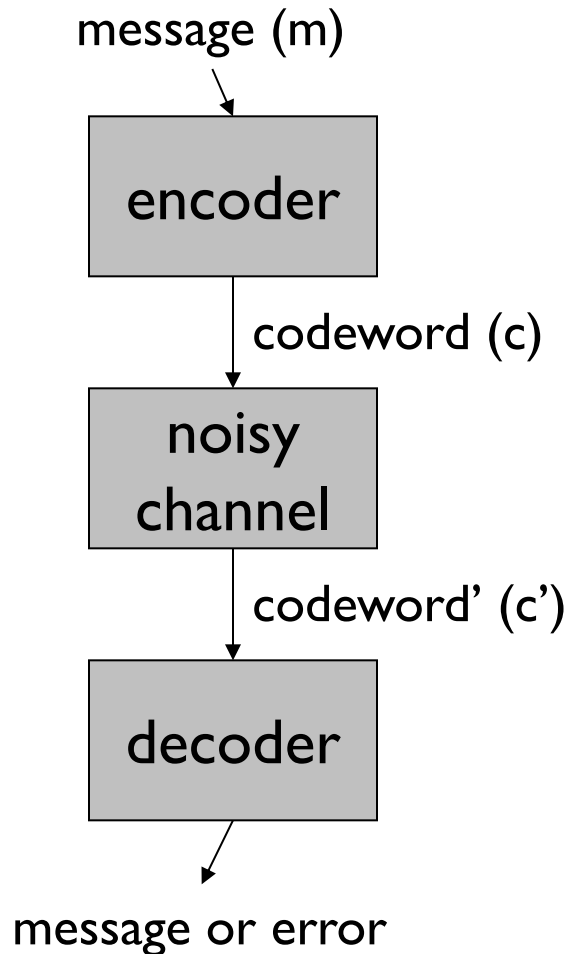 message (m)
encoder
codeword (c)
noisy
channel
codeword’ (c’)
decoder
message or error